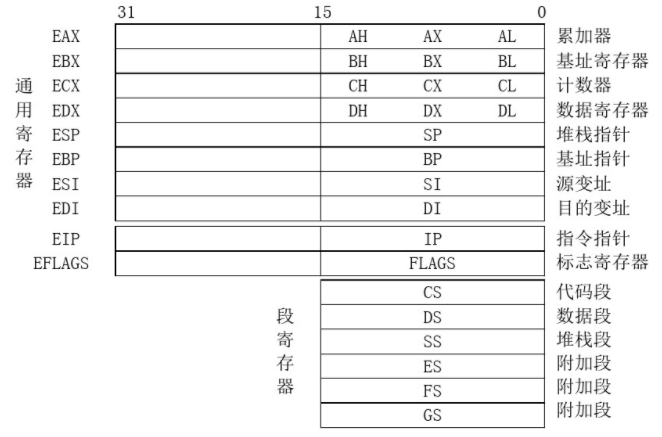 31 15 0
EAX AH AX AL 累加器
EBX BH BX BL 基址寄存器
通 ECX CH CX CL 计数器
用 EDX DH DX DL 数据寄存器
寄 ESP SP 堆栈指针
存 EBP BP 基址指针
器 ESI SI 源变址
EDI DI 目的变址
EIP IP 指令指针
EFLAGS FLAGS 标志寄存器
CS 代码段
段 DS 数据段
寄 SS 堆栈段
存 ES 附加段
器 FS 附加段
GS 附加段